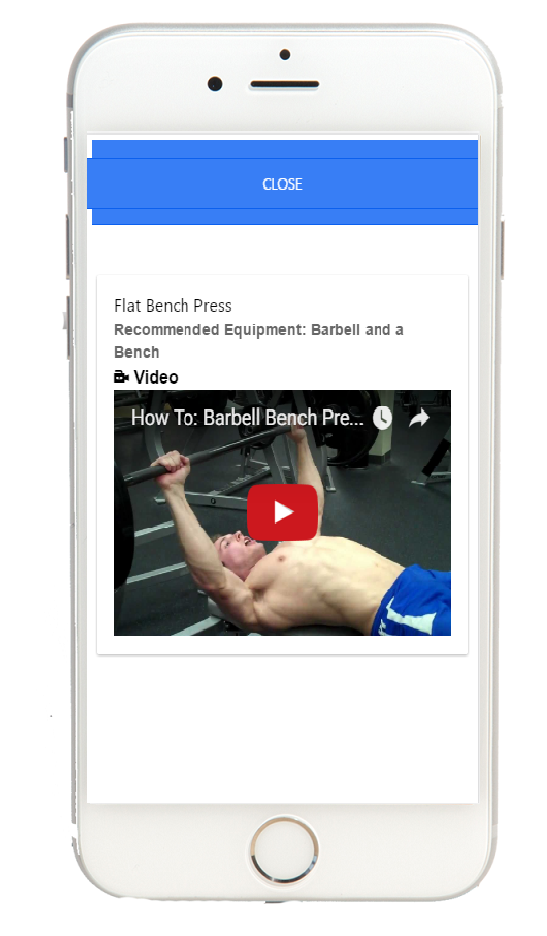 CLOSE
Flat Bench Press
Recommended Equipment: Barbell and a
Bench
Video
How To: Barbell Bench Pre...